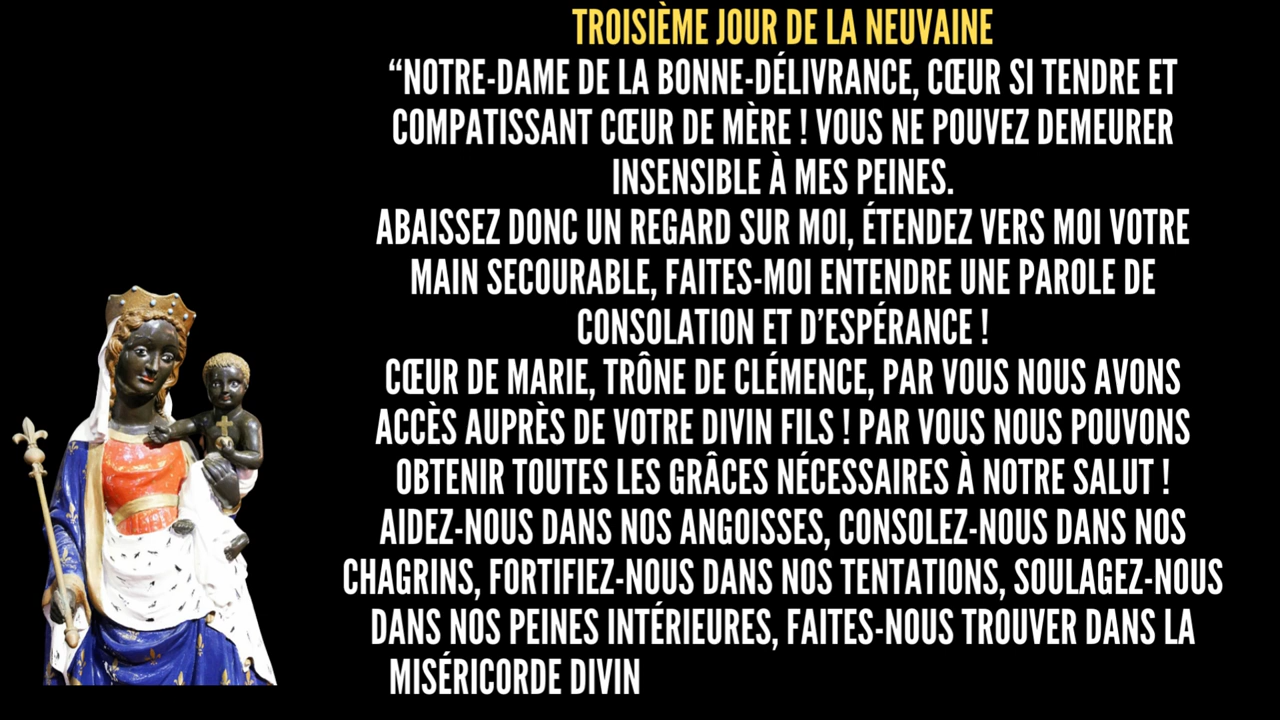 TROISIÈME JOUR DE LA NEUVAINE
“NOTRE-DAME DE LA BONNE-DÉLIVRANCE, CŒUR SI TENDRE ET
COMPATISSANT CŒUR DE MÈRE ! VOUS NE POUVEZ DEMEURER
INSENSIBLE À MES PEINES.
ABAISSEZ DONC UN REGARD SUR MOI, ÉTENDEZ VERS MOI VOTRE
MAIN SECOURABLE, FAITES-MOI ENTENDRE UNE PAROLE DE
CONSOLATION ET D’ESPÉRANCE !
CŒUR DE MARIE, TRÔNE DE CLÉMENCE, PAR VOUS NOUS AVONS
ACCÈS AUPRÈS DE VOTRE DIVIN FILS ! PAR VOUS NOUS POUVONS
OBTENIR TOUTES LES GRÂCES NÉCESSAIRES À NOTRE SALUT !
AIDEZ-NOUS DANS NOS ANGOISSES, CONSOLEZ-NOUS DANS NOS
CHAGRINS, FORTIFIEZ-NOUS DANS NOS TENTATIONS, SOULAGEZ-NOUS
DANS NOS PEINES INTÉRIEURES, FAITES-NOUS TROUVER DANS LA
MISÉRICORDE DIVIN